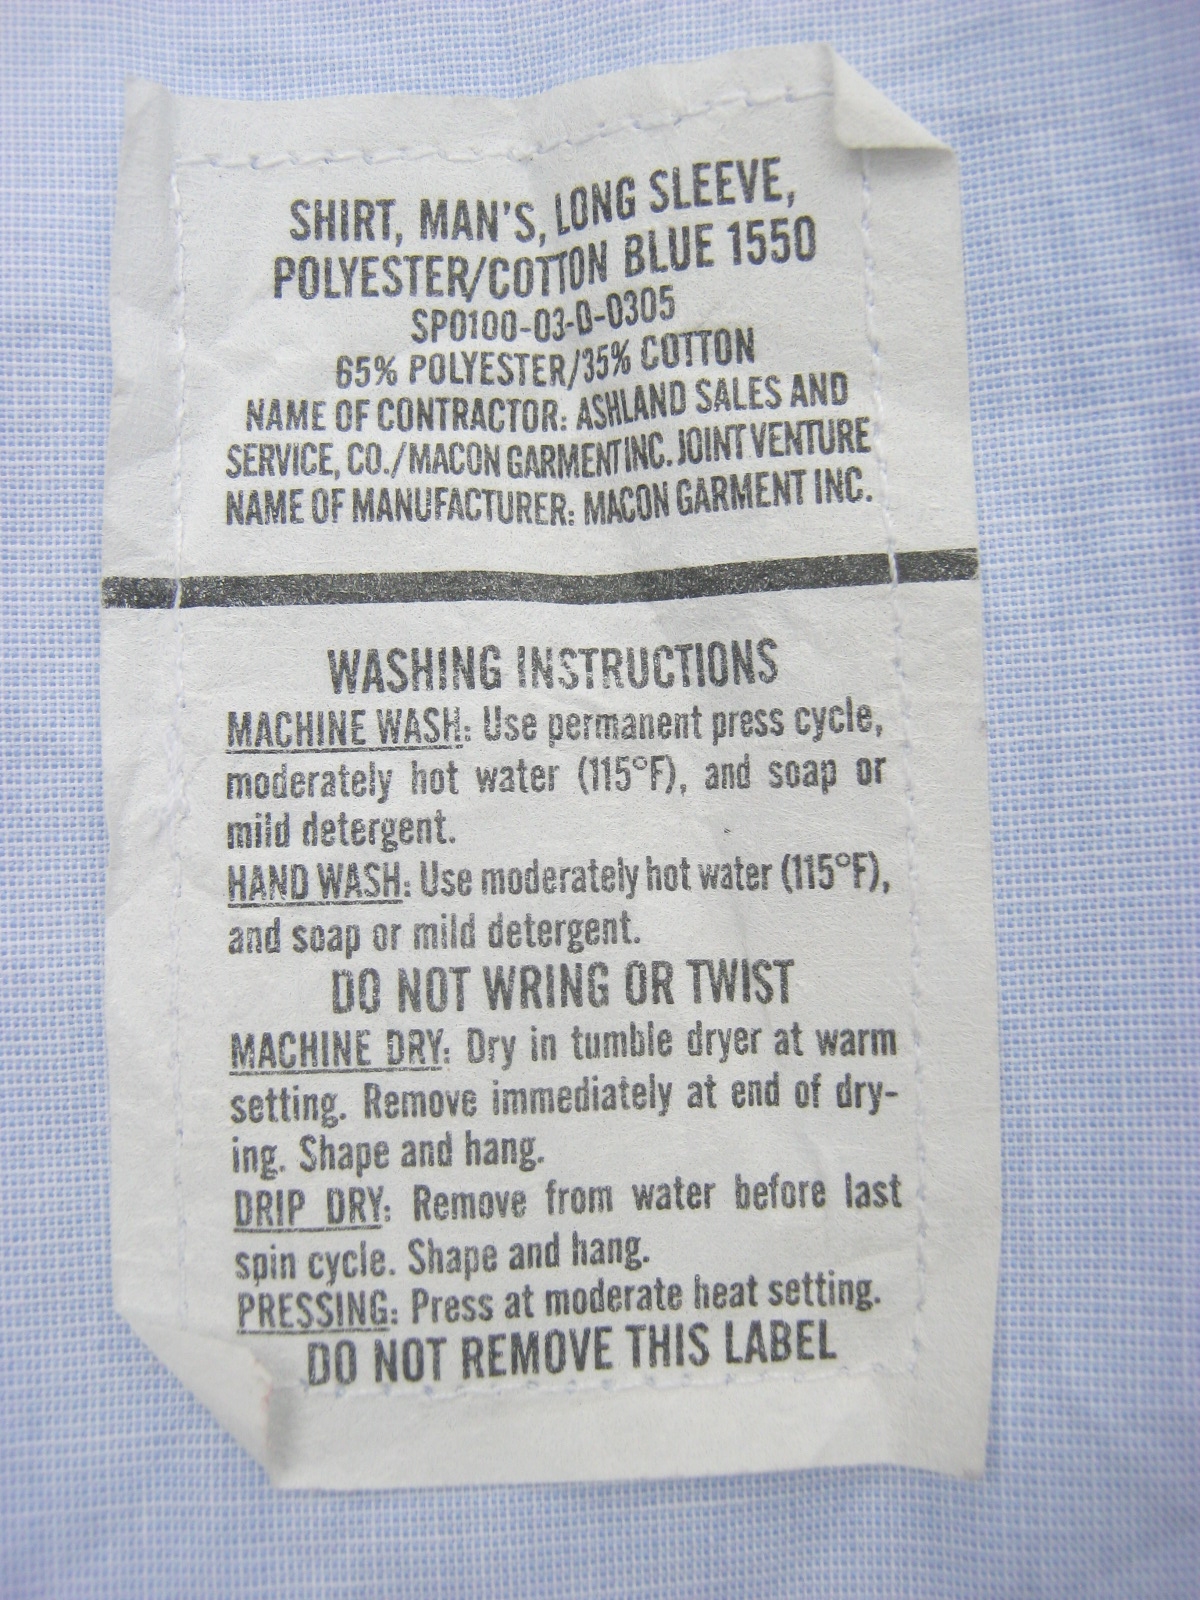 SHIRT, MAN'S, LONG SLEEVE,
POLYESTER/COTTON BLUE 1550
SP0100-03-D-0305
65% POLYESTER/35% COTTON
NAME OF CONTRACTOR: ASHLAND SALES AND
SERVICE, CO./MACON GARMENT INC. JOINT VENTURE
NAME OF MANUFACTURER: MACON GARMENT INC.
WASHING INSTRUCTIONS
MACHINE WASH: Use permanent press cycle,
moderately hot water (115°F), and soap or
mild detergent.
HAND WASH: Use moderately hot water (115°F),
and soap or mild detergent.
DO NOT WRING OR TWIST
MACHINE DRY: Dry in tumble dryer at warm
setting. Remove immediately at end of dry-
ing. Shape and hang.
DRIP DRY: Remove from water before last
spin cycle. Shape and hang.
PRESSING: Press at moderate heat setting.
DO NOT REMOVE THIS LABEL